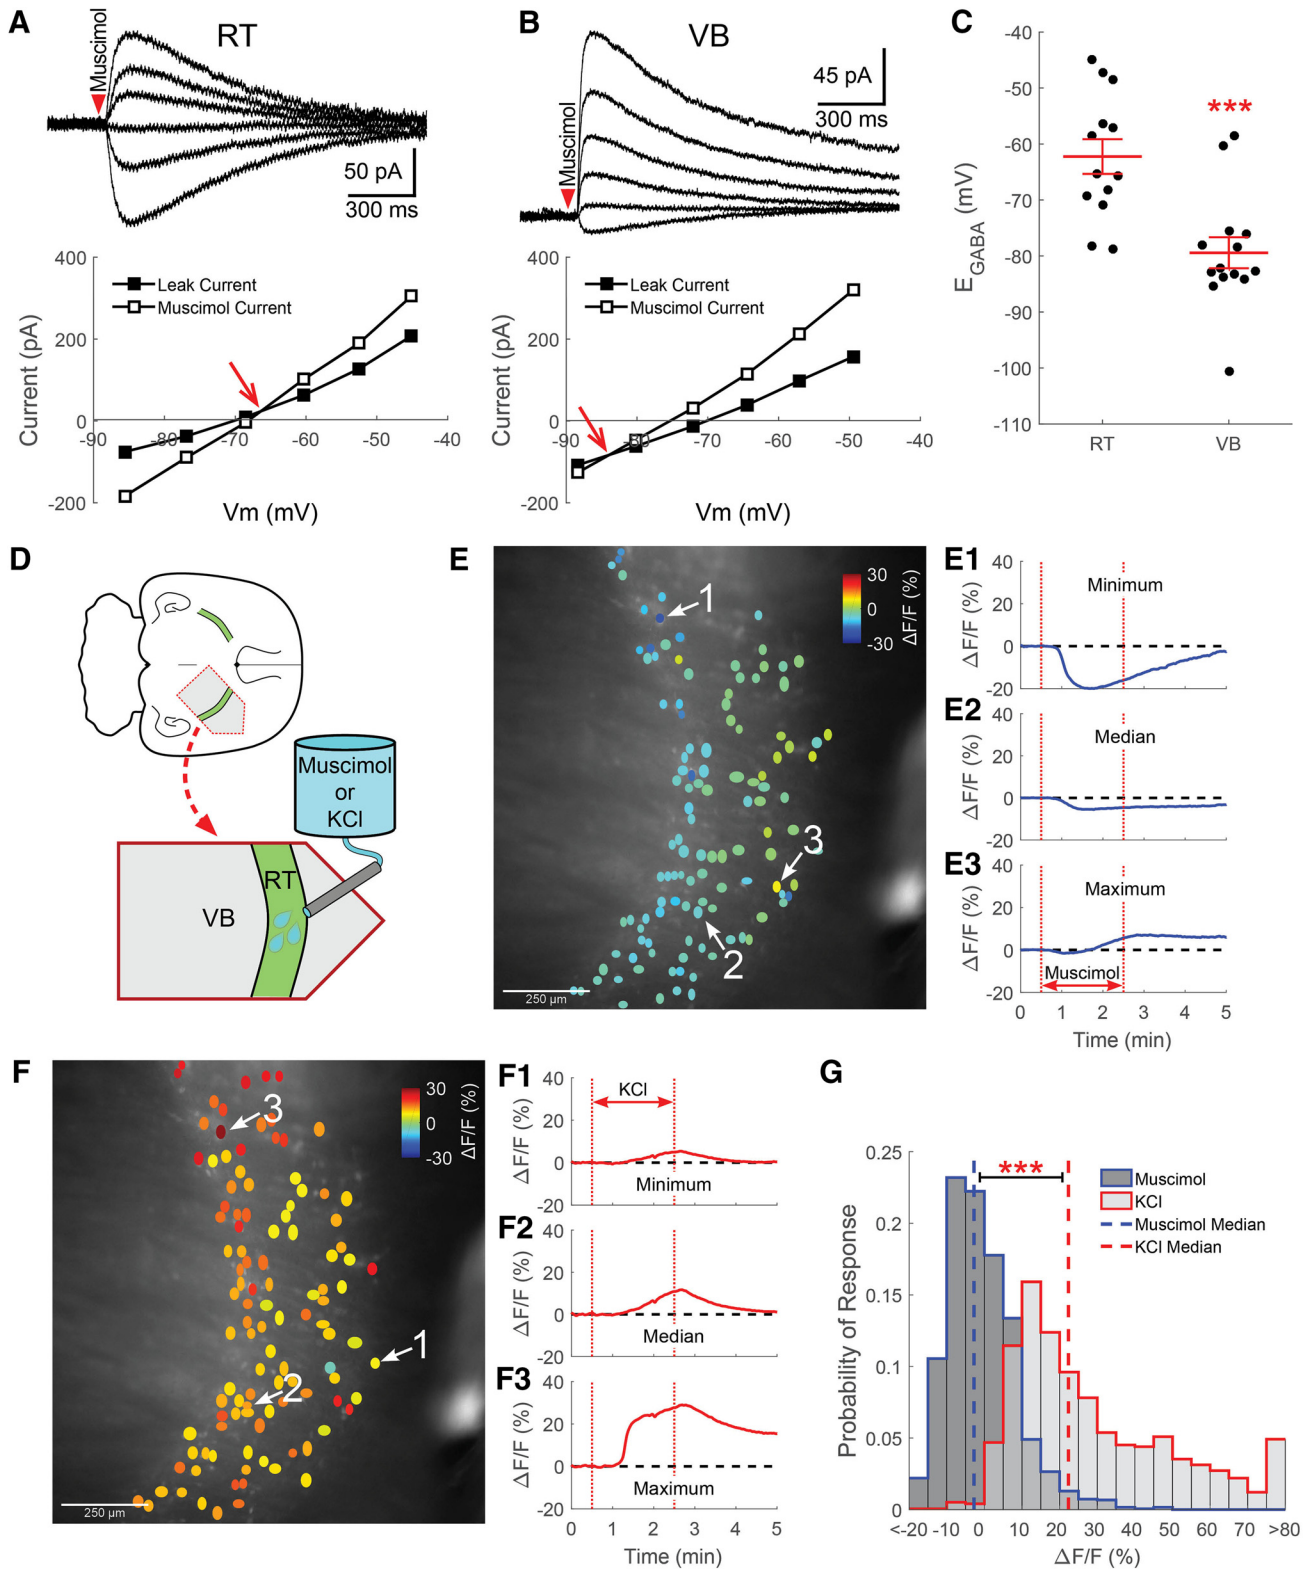 A
RT
Muscimol
50 pA
300 ms
400
200
0
-200
Current (pA)
Leak Current
Muscimol Current
-90
-80
-70
-60
-50
-40
Vm (mV)
B
VB
Muscimol
45 pA
300 ms
400
200
0
-200
Current (pA)
Leak Current
Muscimol Current
-90
-80
-70
-60
-50
-40
Vm (mV)
C
-40
-50
-60
-70
-80
-90
-100
-110
EGABA (mV)
***
RT
VB
D
Muscimol
or
KCl
RT
VB
E
30
0
-30
ΔF/F (%)
1
3
2
250 µm
E1
40
20
0
-20
ΔF/F (%)
Minimum
E2
40
20
0
-20
ΔF/F (%)
Median
E3
40
20
0
-20
ΔF/F (%)
Maximum
Muscimol
0 1 2 3 4 5
Time (min)
F
30
0
-30
ΔF/F (%)
3
1
2
250 µm
F1
40
20
0
-20
ΔF/F (%)
KCl
Minimum
F2
40
20
0
-20
ΔF/F (%)
Median
F3
40
20
0
-20
ΔF/F (%)
Maximum
0 1 2 3 4 5
Time (min)
G
0.25
0.2
0.15
0.1
0.05
0
Probability of Response
***
Muscimol
KCl
Muscimol Median
KCl Median
<-20 -10 0 10 20 30 40 50 60 70 >80
ΔF/F (%)